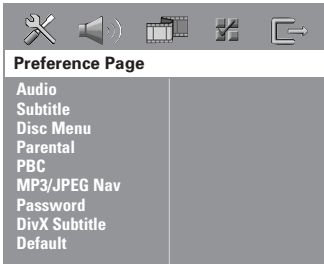 Preference Page
Audio
Subtitle
Disc Menu
Parental
PBC
MP3/JPEG Nav
Password
DivX Subtitle
Default